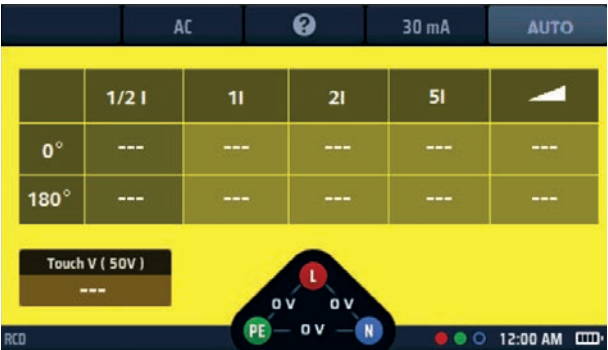 AC ? 30 mA AUTO
1/2 I 1I 2I 5I
0° --- --- --- --- ---
180° --- --- --- --- ---
Touch V ( 50V )
---
L
0 V 0 V
PE 0 V N
RCD 12:00 AM